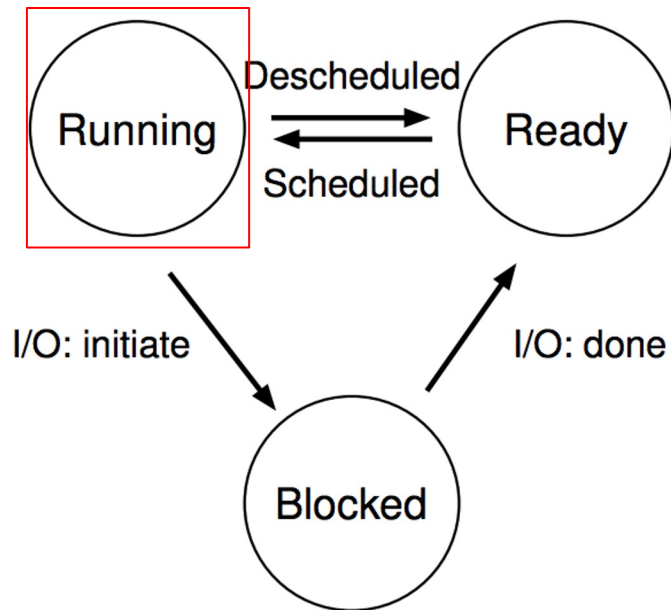 Descheduled
Running
Ready
Scheduled
I/O: initiate
I/O: done
Blocked